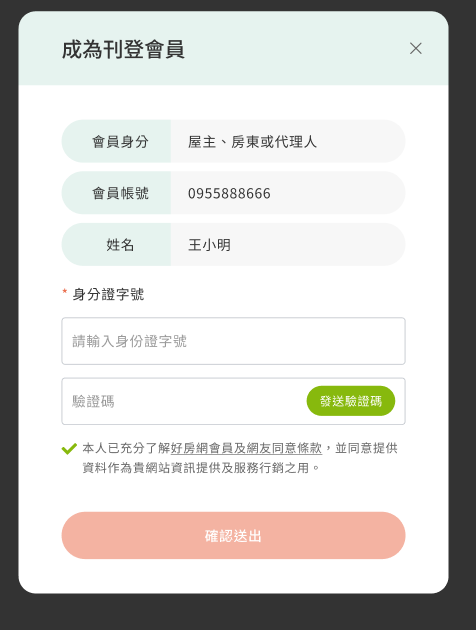 成為刊登會員
會員身分 屋主、房東或代理人
會員帳號 0955888666
姓名 王小明
* 身分證字號
請輸入身份證字號
驗證碼 發送驗證碼
本人已充分了解好房網會員及網友同意條款，並同意提供
資料作為貴網站資訊提供及服務行銷之用。
確認送出